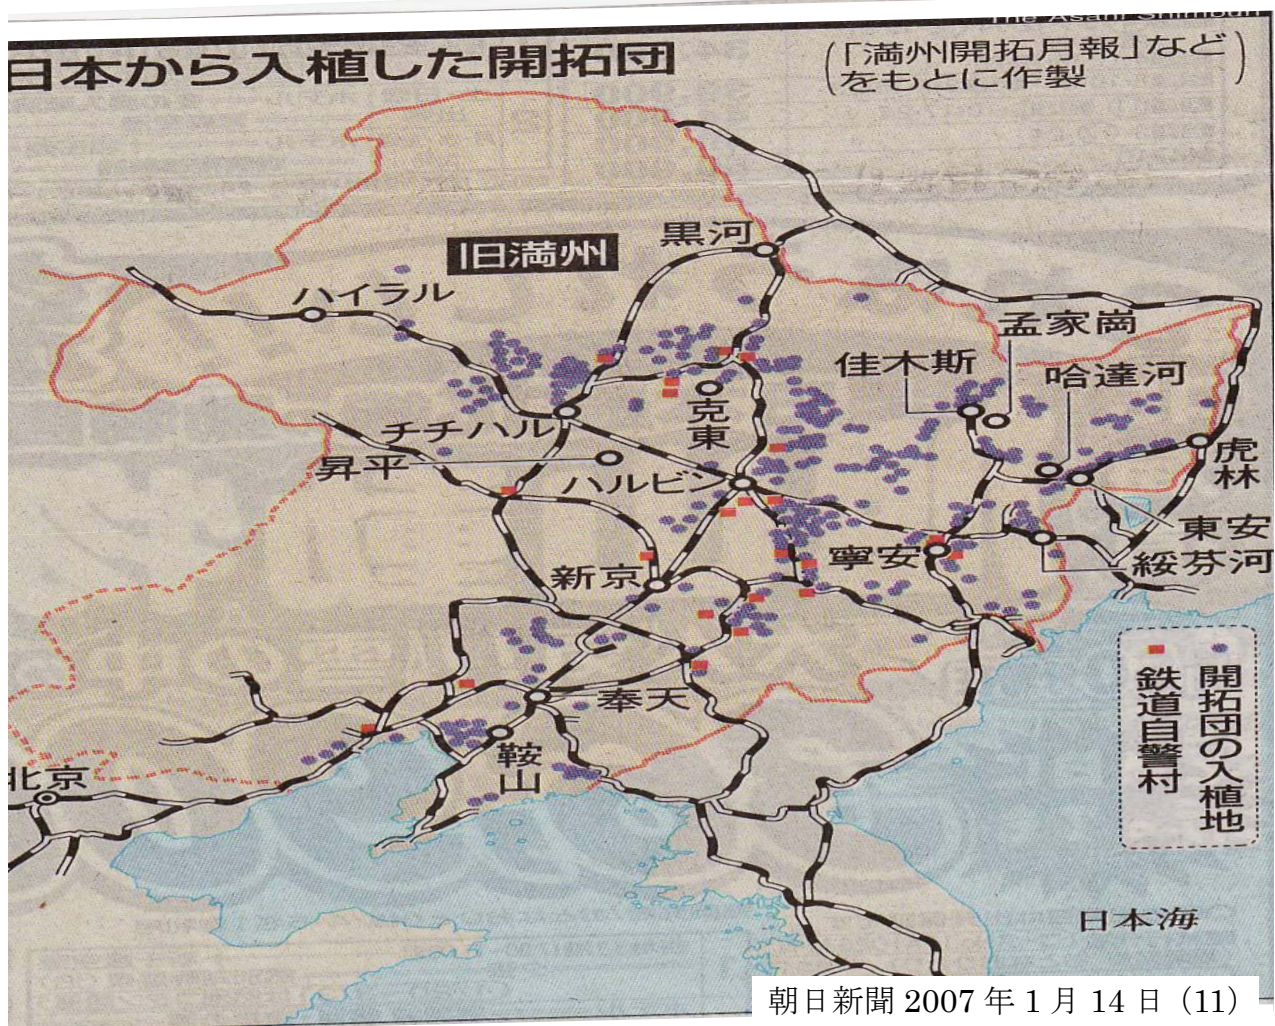 The Asahi Shimbun
日本から入植した開拓団
(「満州開拓月報」など
をもとに作製)
黒河
旧満州
ハイラル
孟家崗
佳木斯
哈達河
克東
チチハル
昇平
虎林
ハルビン
東安
寧安
綏芬河
新京
開拓団の入植地
鉄道自警村
奉天
鞍山
北京
日本海
朝日新聞 2007 年 1 月 14 日（11）